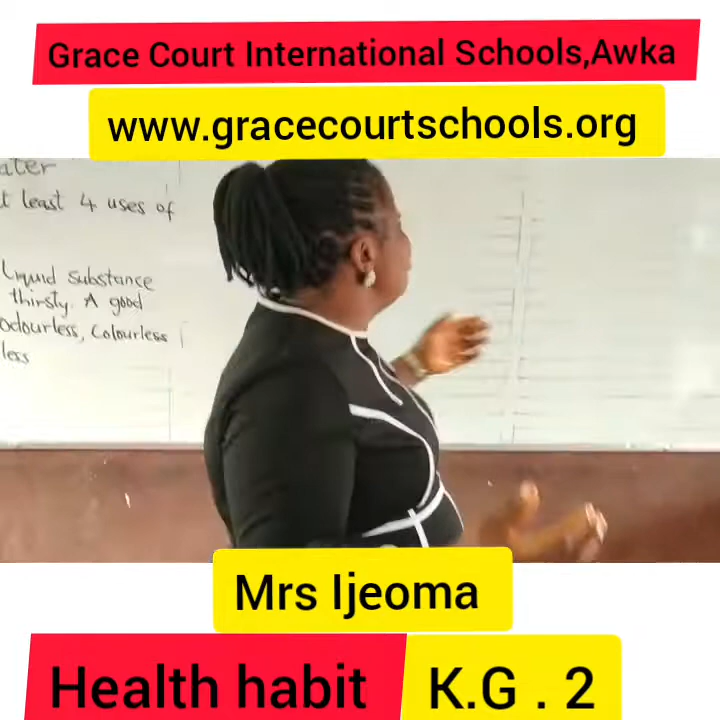 Grace Court International Schools,Awka
www.gracecourtschools.org
ater
t least 4 uses of
Liquid substance
thirsty. A good
odourless, Colourless
less
Mrs Ijeoma
Health habit K.G . 2